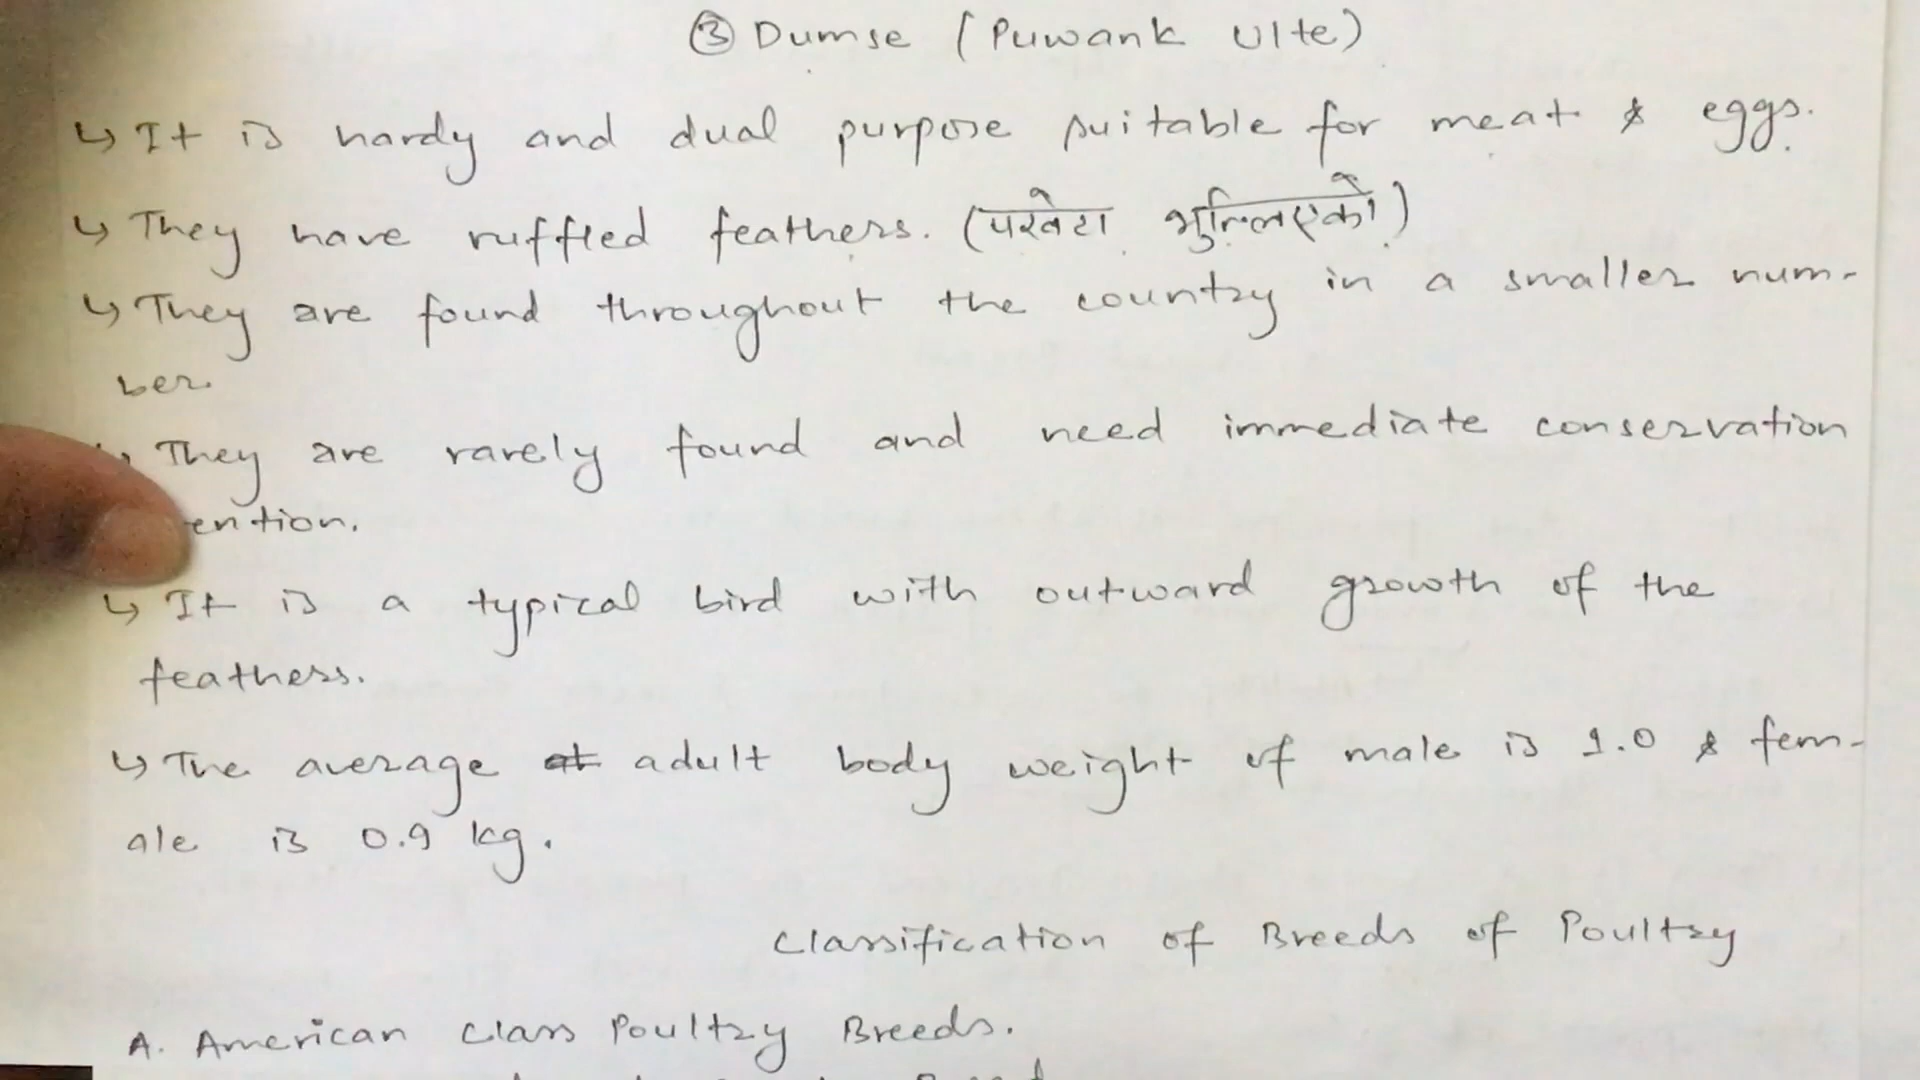 ③ Dumse (Puwank Ulte)
↳ It is hardy and dual purpose suitable for meat & eggs.
↳ They have ruffled feathers. (परवेटा भुल्लिएको)
↳ They are found throughout the country in a smaller num-
ber.
They are rarely found and need immediate conservation
ention.
↳ It is a typical bird with outward growth of the
feathers.
↳ The average at adult body weight of male is 1.0 & fem-
ale is 0.9 kg.
Classification of Breeds of Poultry
A. American Class Poultry Breeds.